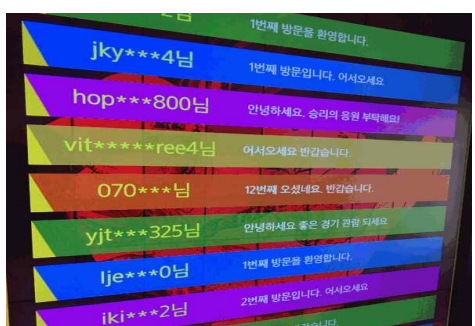 2님 1번째 방문을 환영합니다.
jky***4님 1번째 방문입니다. 어서오세요
hop***800님 안녕하세요. 승리의 응원 부탁해요!
vit*****ree4님 어서오세요 반갑습니다.
070***님 12번째 오셨네요. 반갑습니다.
yjt***325님 안녕하세요 좋은 경기 관람 되세요
lje***0님 1번째 방문을 환영합니다.
iki***2님 2번째 방문입니다. 어서오세요